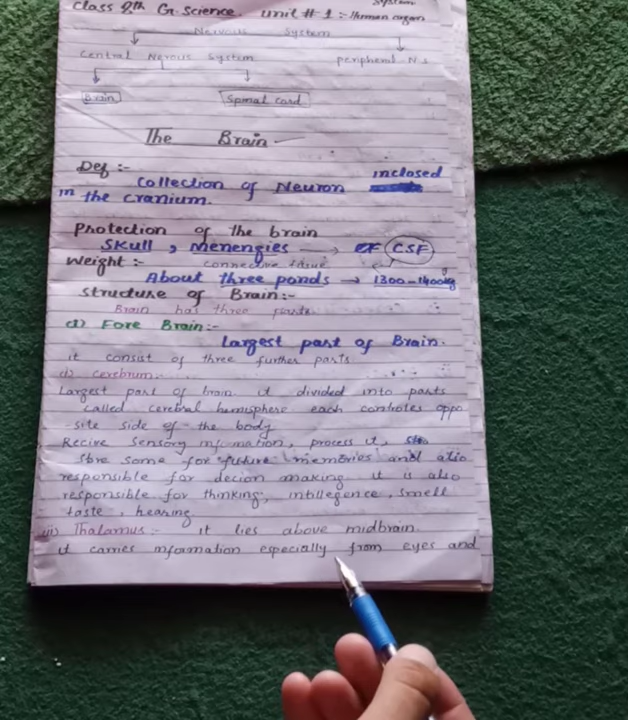 Class 8th G.Science. Unit # 1 :- Human organ System
Nervous System
Central Nervous System peripheral N.S
Brain Spinal cord
The Brain
Def :- Collection of Neuron inclosed
in the cranium.
Protection of the brain
Skull, Menengies → CSF
connective tissue
Weight :-
About three ponds → 1300-1400g
Structure of Brain:-
Brain has three parts.
Fore Brain:-
Largest part of Brain.
it consist of three further parts
cerebrum.
Largest part of brain. it divided into parts
called cerebral hemisphere each controles oppo
site side of the body
Recive Sensory information, process it,
store some for future memories and also
responsible for decion making it is also
responsible for thinking, intillegence, smell
taste, hearing.
ii) Thalamus:- it lies above midbrain.
it carries information especially from eyes and